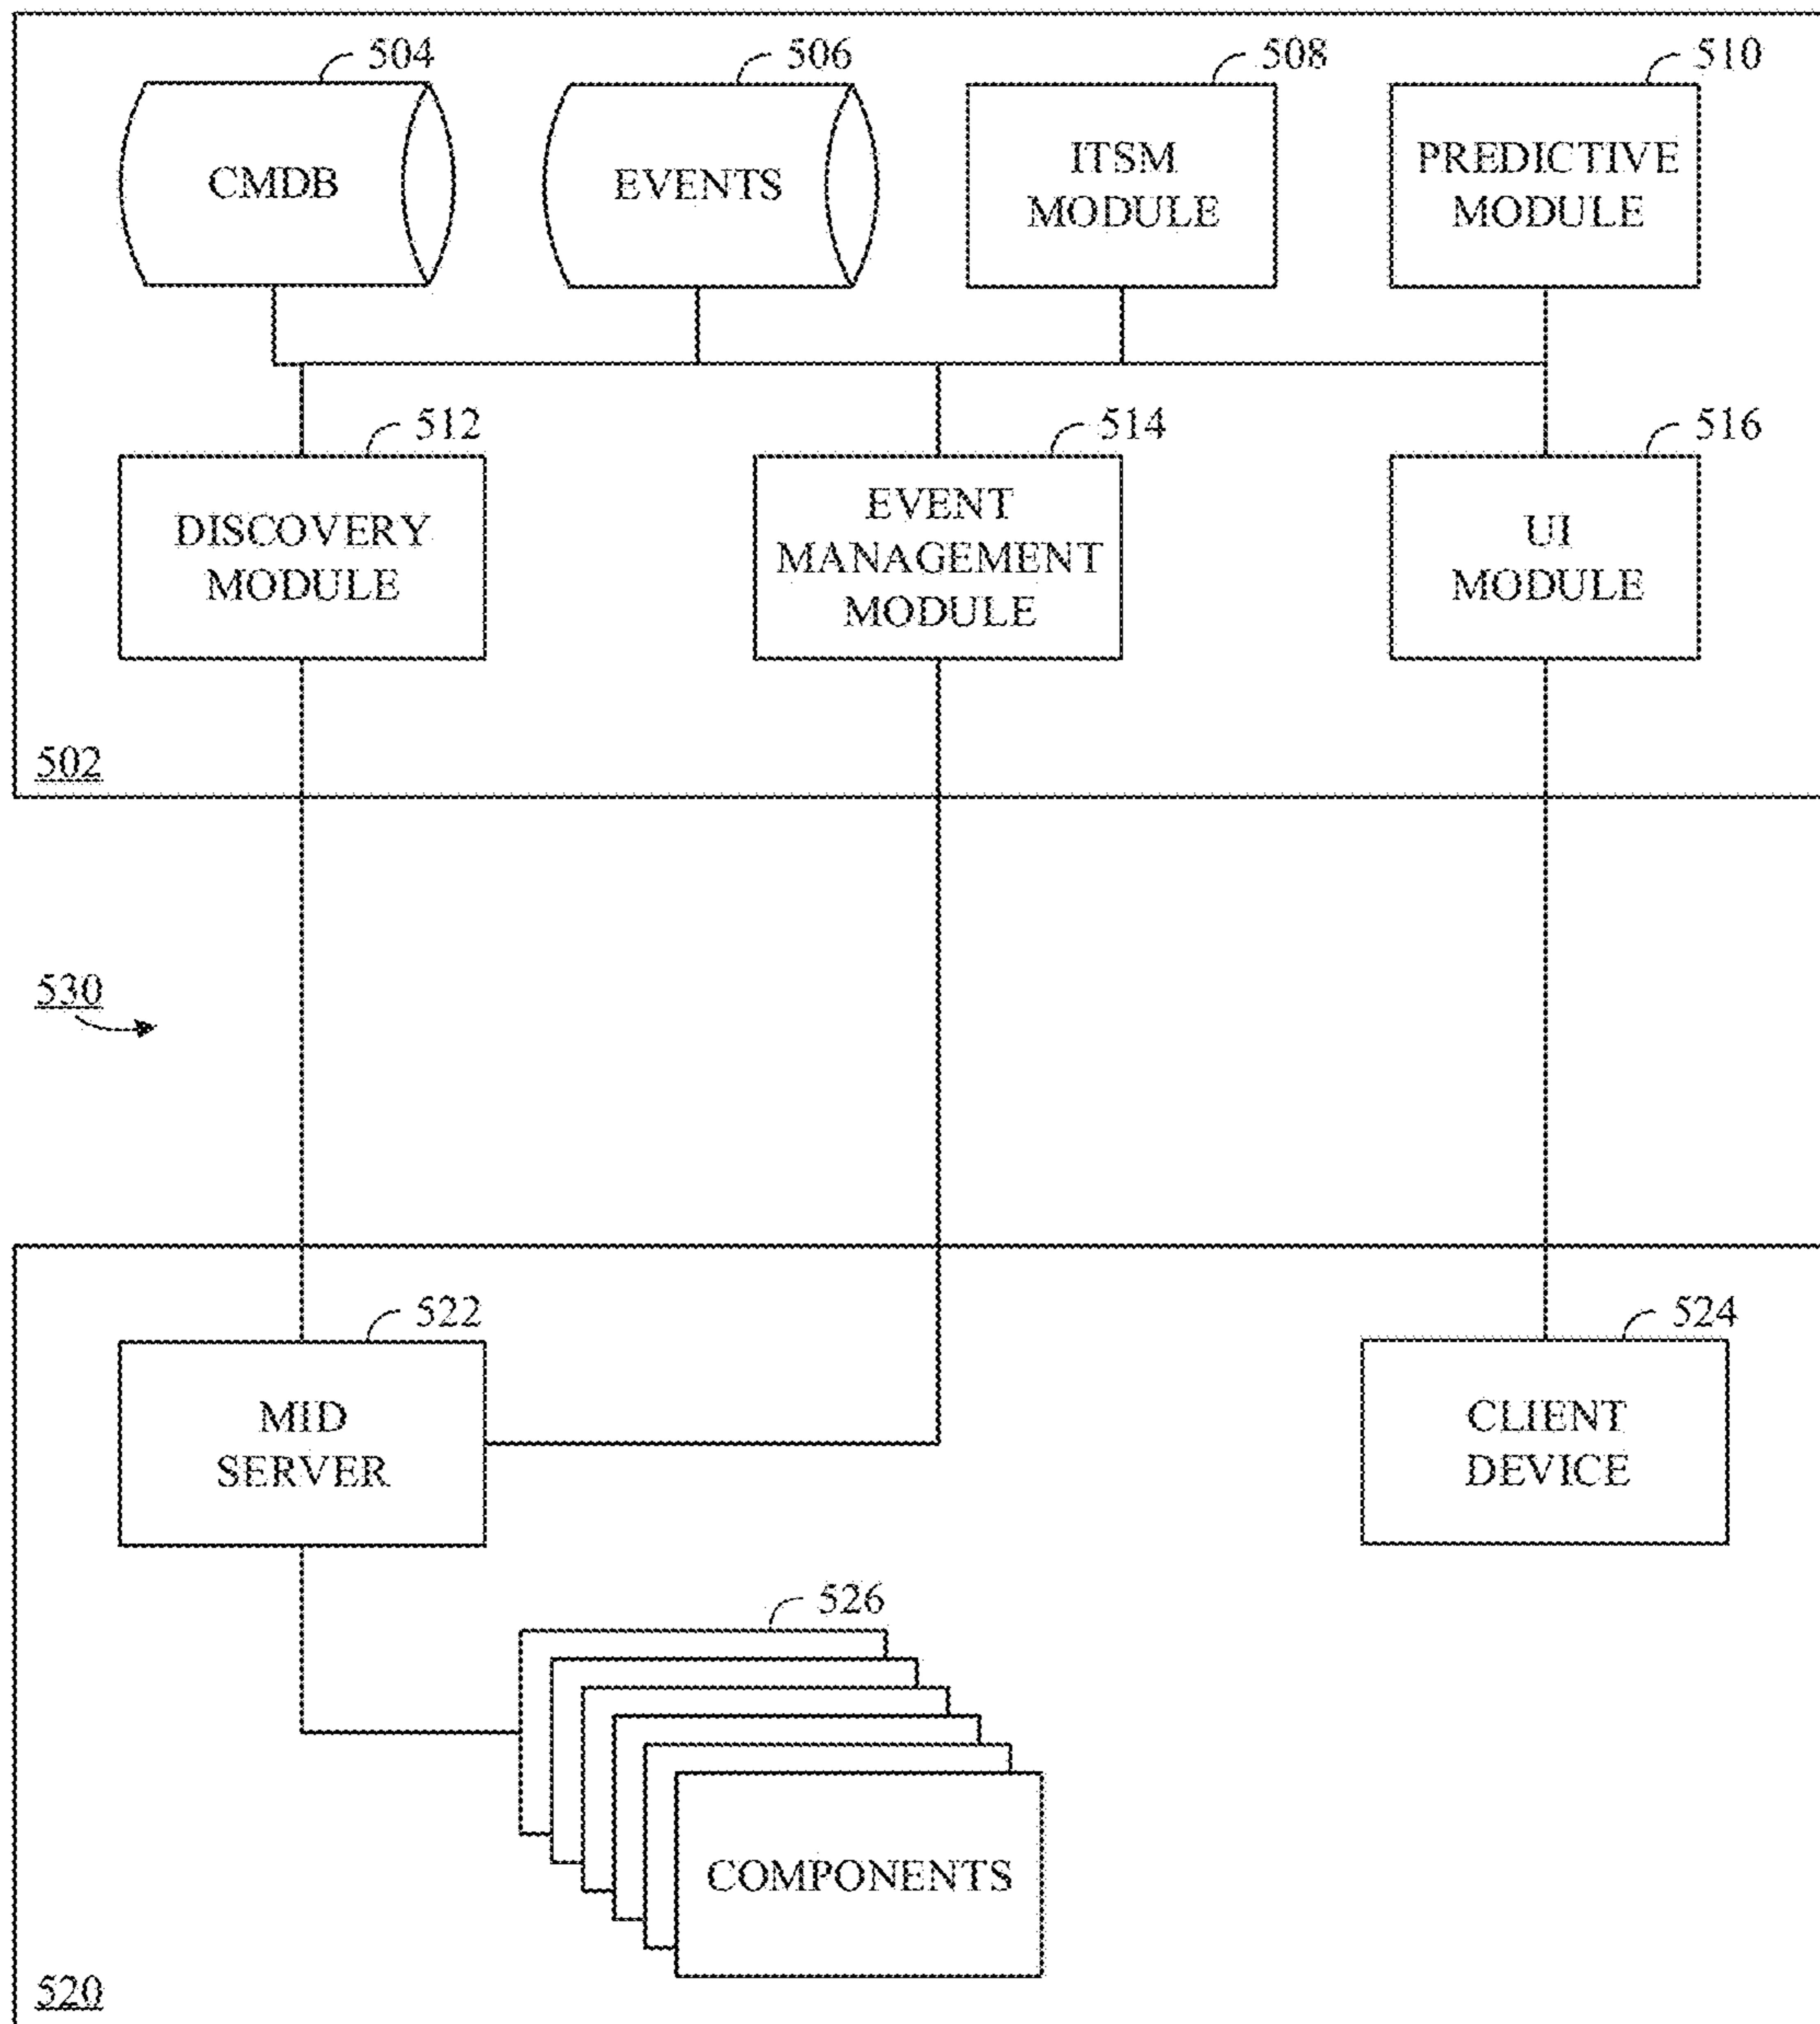 504
506
508
510
CMDB
EVENTS
ITSM
MODULE
PREDICTIVE
MODULE
512
514
516
DISCOVERY
MODULE
EVENT
MANAGEMENT
MODULE
UI
MODULE
502
530
522
524
MID
SERVER
CLIENT
DEVICE
526
COMPONENTS
520